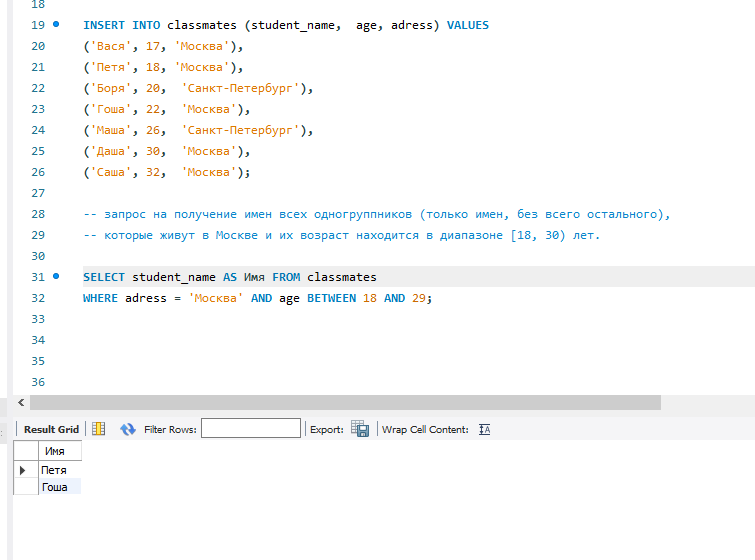 18
19 INSERT INTO classmates (student_name,  age, adress) VALUES
20 ('Вася', 17, 'Москва'),
21 ('Петя', 18, 'Москва'),
22 ('Боря', 20,  'Санкт-Петербург'),
23 ('Гоша', 22,  'Москва'),
24 ('Маша', 26,  'Санкт-Петербург'),
25 ('Даша', 30,  'Москва'),
26 ('Саша', 32,  'Москва');
27
28 -- запрос на получение имен всех одногруппников (только имен, без всего остального),
29 -- которые живут в Москве и их возраст находится в диапазоне [18, 30) лет.
30
31 SELECT student_name AS Имя FROM classmates
32 WHERE adress = 'Москва' AND age BETWEEN 18 AND 29;
33
34
35
36
Result Grid Filter Rows: Export: Wrap Cell Content:
Имя
Петя
Гоша